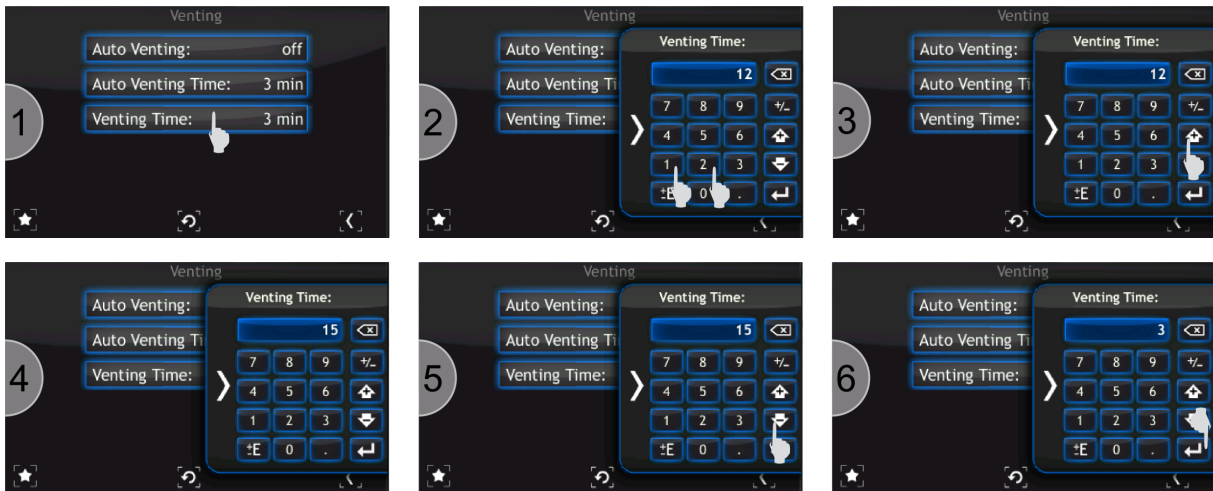 Venting
Auto Venting: off
Auto Venting Time: 3 min
Venting Time: 3 min
1
Venting
Auto Venting:
Auto Venting Ti
Venting Time:
Venting Time:
12
7 8 9 +/-
4 5 6
1 2 3
±E 0 .
2
Venting
Auto Venting:
Auto Venting Ti
Venting Time:
Venting Time:
12
7 8 9 +/-
4 5 6
1 2 3
±E 0 .
3
Venting
Auto Venting:
Auto Venting Ti
Venting Time:
Venting Time:
15
7 8 9 +/-
4 5 6
1 2 3
±E 0 .
4
Venting
Auto Venting:
Auto Venting Ti
Venting Time:
Venting Time:
15
7 8 9 +/-
4 5 6
1 2 3
±E 0 .
5
Venting
Auto Venting:
Auto Venting Ti
Venting Time:
Venting Time:
3
7 8 9 +/-
4 5 6
1 2 3
±E 0 .
6